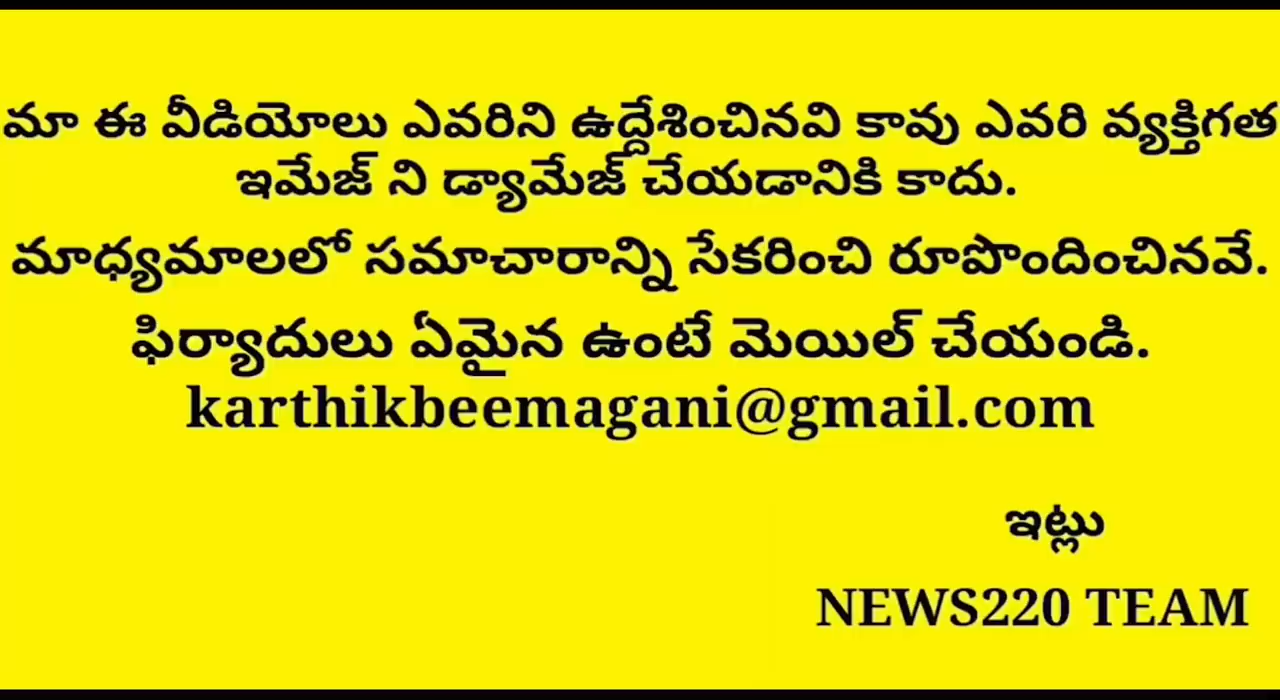 మా ఈ వీడియోలు ఎవరిని ఉద్దేశించినవి కావు ఎవరి వ్యక్తిగత
ఇమేజ్ ని డ్యామేజ్ చేయడానికి కాదు.
మాధ్యమాలలో సమాచారాన్ని సేకరించి రూపొందించినవే.
ఫిర్యాదులు ఏమైన ఉంటే మెయిల్ చేయండి.
karthikbeemagani@gmail.com
ఇట్లు
NEWS220 TEAM